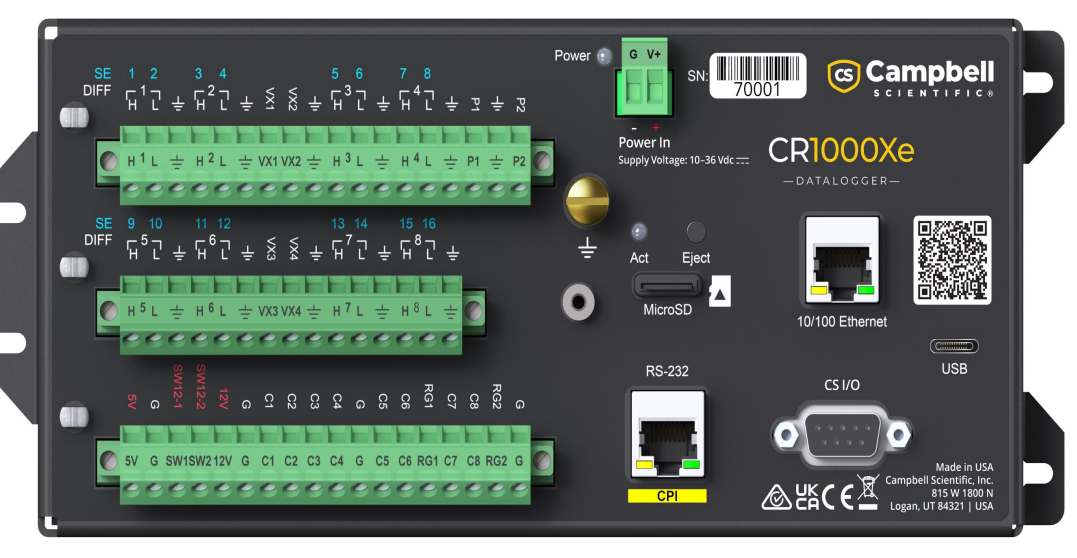 SE 1 2 3 4 5 6 7 8
DIFF 1 2 3 4
H L H L VX1 VX2 H L H L P1 P2
H 1 L H 2 L VX1 VX2 H 3 L H 4 L P1 P2
SE 9 10 11 12 13 14 15 16
DIFF 5 6 7 8
H L H L VX3 VX4 H L H L
H 5 L H 6 L VX3 VX4 H 7 L H 8 L
5V G SW12-1 SW12-2 12V G C1 C2 C3 C4 G C5 C6 RG1 C7 C8 RG2 G
5V G SW1 SW2 12V G C1 C2 C3 C4 G C5 C6 RG1 C7 C8 RG2 G
Power
G V+
- +
Power In
Supply Voltage: 10–36 Vdc
SN:
70001
CS Campbell
SCIENTIFIC®
CR1000Xe
—DATALOGGER—
Act Eject
MicroSD
10/100 Ethernet
USB
RS-232
CPI
CS I/O
UK
CA
CE
Made in USA
Campbell Scientific, Inc.
815 W 1800 N
Logan, UT 84321 | USA